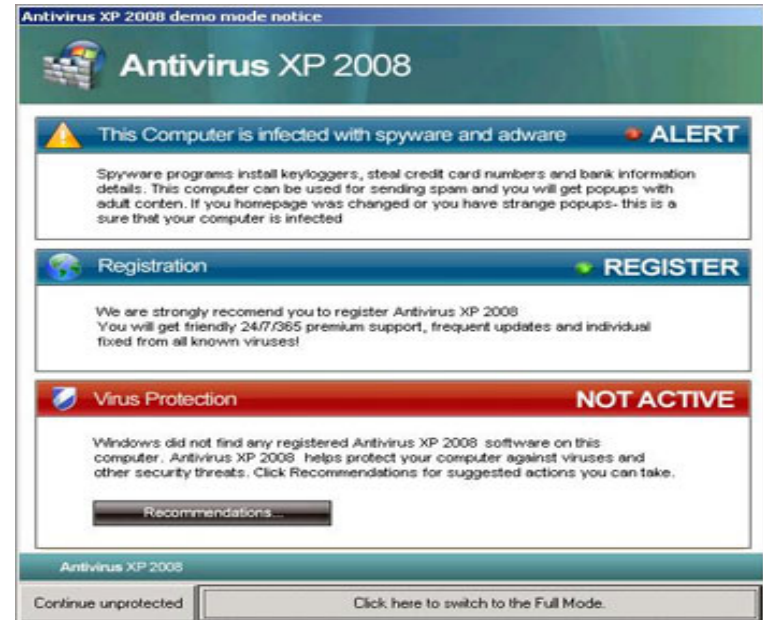 Antivirus XP 2008 demo mode notice
Antivirus XP 2008
This Computer is infected with spyware and adware
ALERT
Spyware programs install keyloggers, steal credit card numbers and bank information
details. This computer can be used for sending spam and you will get popups with
adult conten. If you homepage was changed or you have strange popups- this is a
sure that your computer is infected
Registration
REGISTER
We are strongly recomend you to register Antivirus XP 2008
You will get friendly 24/7/365 premium support, frequent updates and individual
fixed from all known viruses!
Virus Protection
NOT ACTIVE
Windows did not find any registered Antivirus XP 2008 software on this
computer. Antivirus XP 2008 helps protect your computer against viruses and
other security threats. Click Recommendations for suggested actions you can take.
Recommendations...
Antivirus XP 2008
Continue unprotected
Click here to switch to the Full Mode.